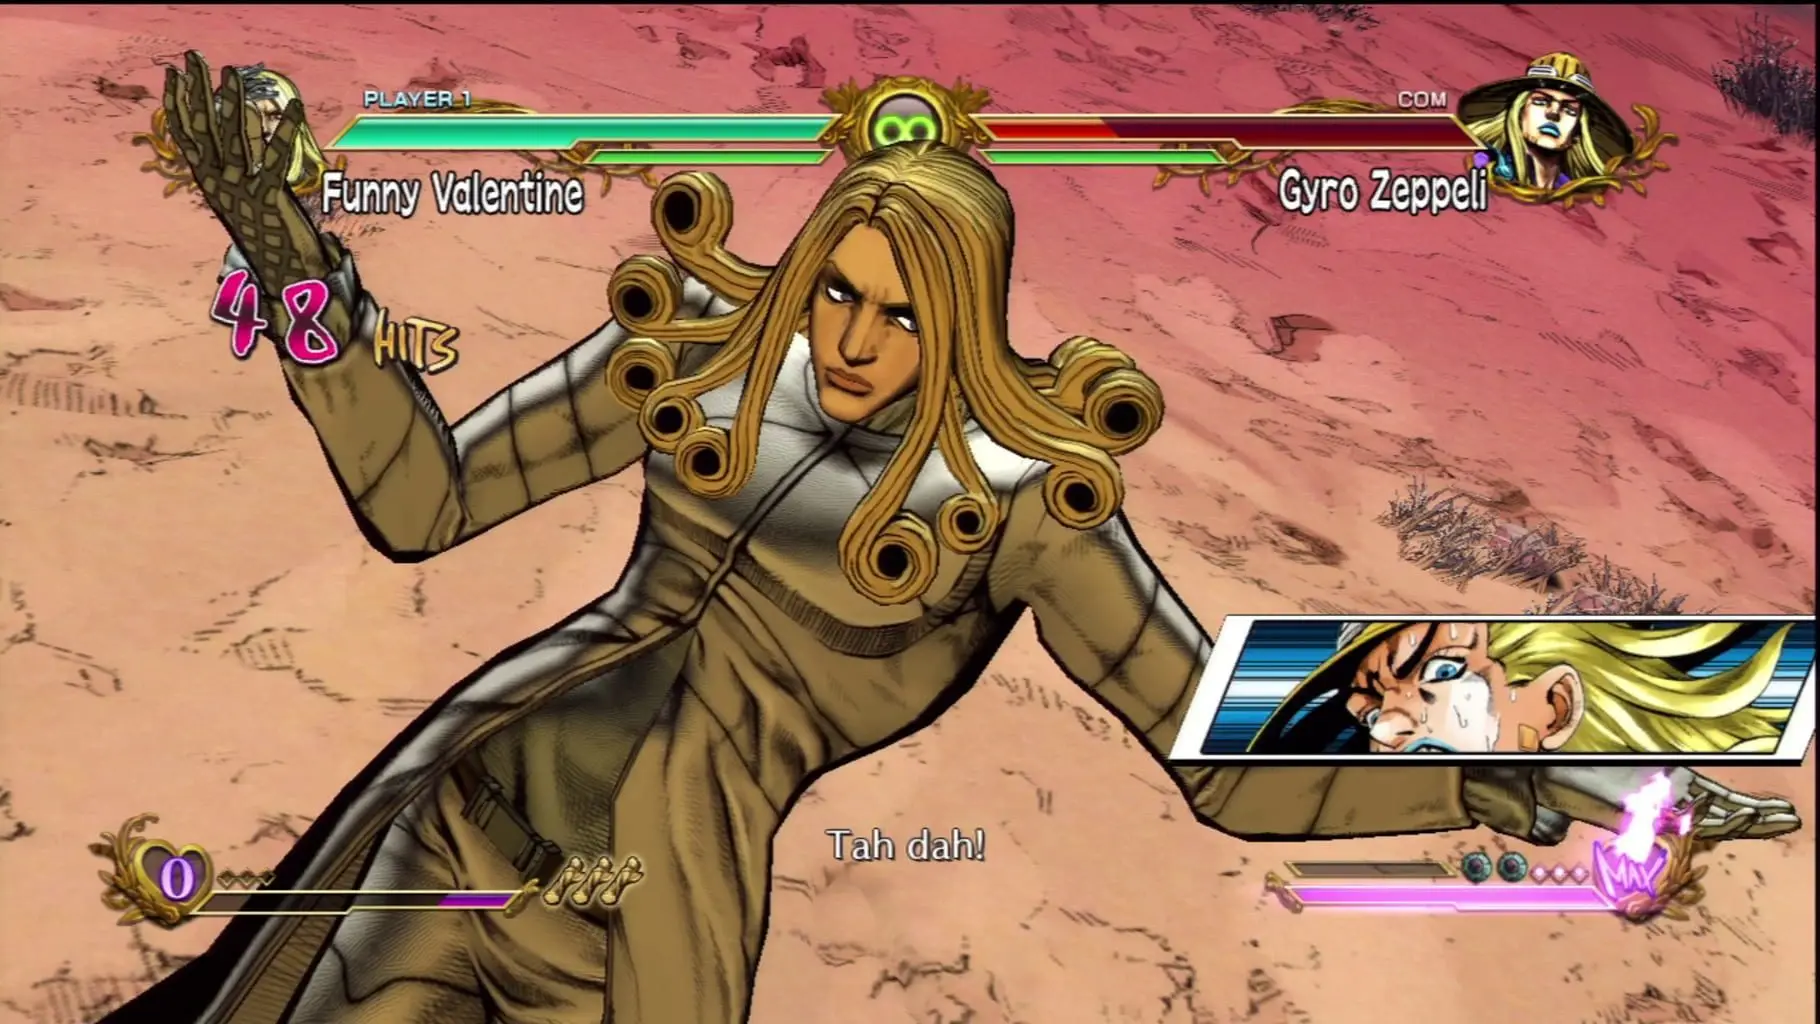 PLAYER 1
COM
Funny Valentine
Gyro Zeppeli
48 HITS
Tah dah!
0
MAX